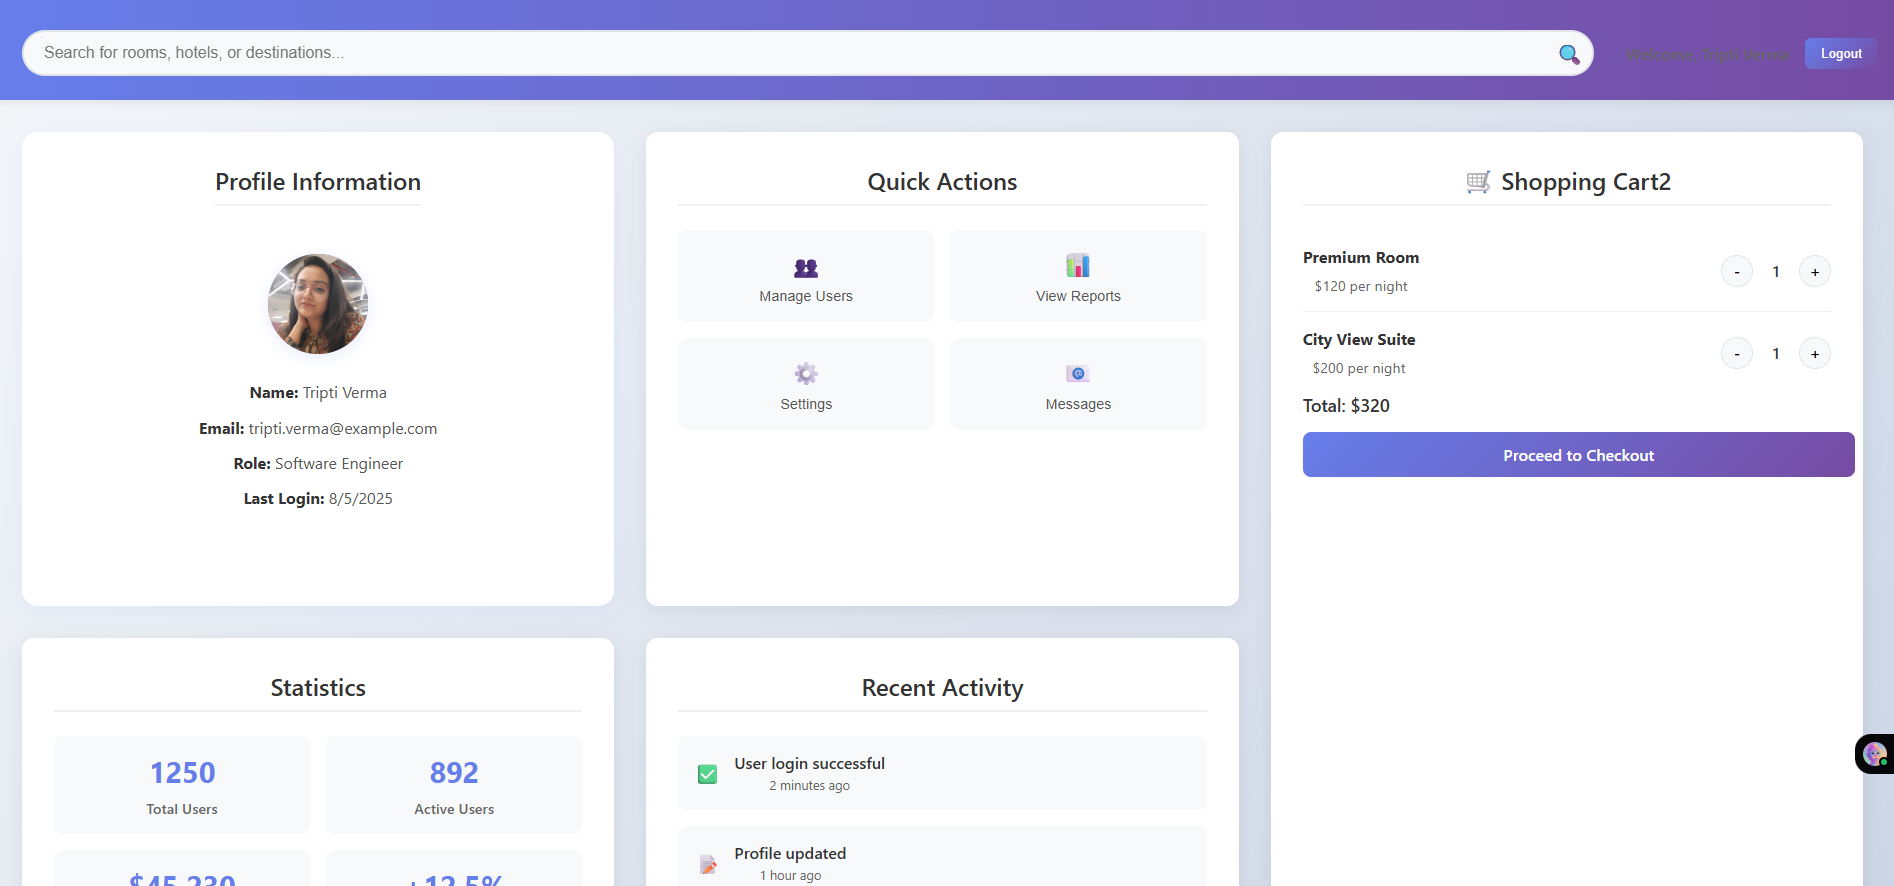 Search for rooms, hotels, or destinations...
Welcome, Tripti Verma
Logout
Profile Information
Name: Tripti Verma
Email: tripti.verma@example.com
Role: Software Engineer
Last Login: 8/5/2025
Quick Actions
Manage Users
View Reports
Settings
Messages
Shopping Cart2
Premium Room
$120 per night
- 1 +
City View Suite
$200 per night
- 1 +
Total: $320
Proceed to Checkout
Statistics
1250
Total Users
892
Active Users
$45,230
+12.5%
Recent Activity
User login successful
2 minutes ago
Profile updated
1 hour ago